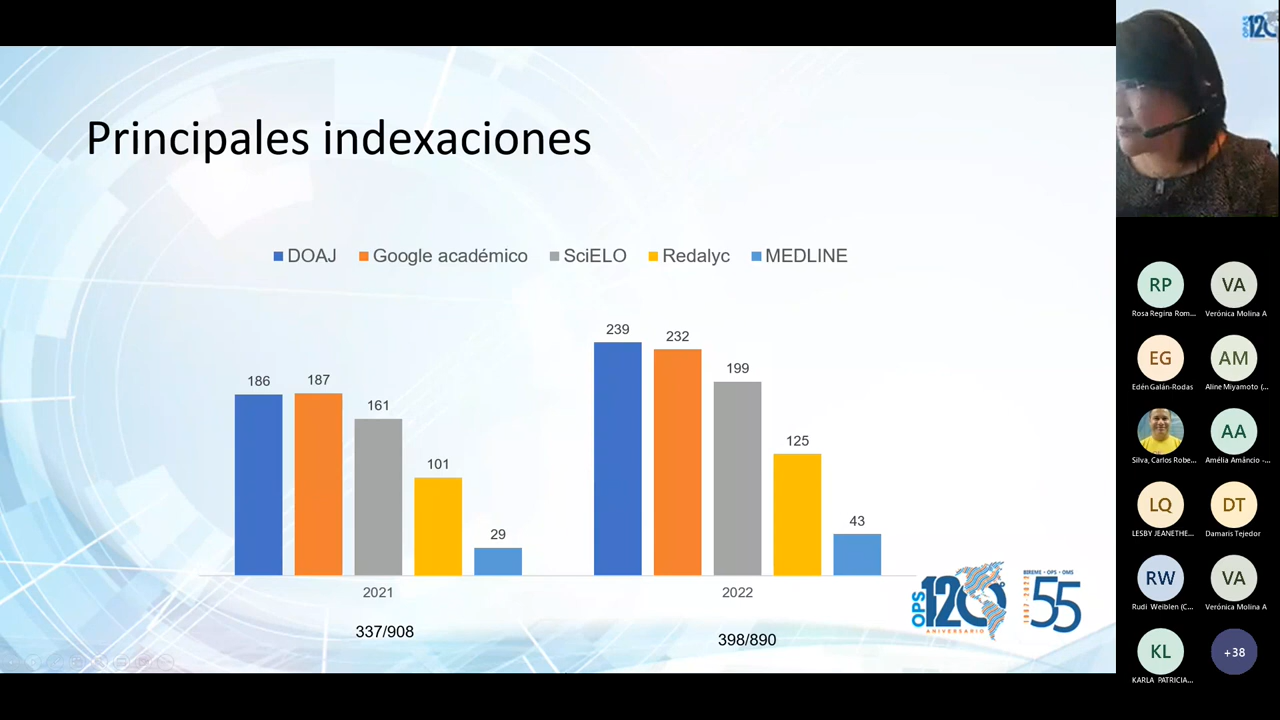 Principales indexaciones
DOAJ Google académico SciELO Redalyc MEDLINE
239
232
199
186
187
161
125
101
43
29
2021
2022
337/908
398/890
OPS 120 ANIVERSARIO
BIREME • OPS • OMS
55
OPAS 120
RP VA
Rosa Regina Rom... Verónica Molina A
EG AM
Edén Galán-Rodas Aline Miyamoto (...
AA
Silva, Carlos Robe... Amélia Amâncio -...
LQ DT
LESBY JEANETHE... Damaris Tejedor
RW VA
Rudi Weiblen (C... Verónica Molina A
KL +38
KARLA PATRICIA...